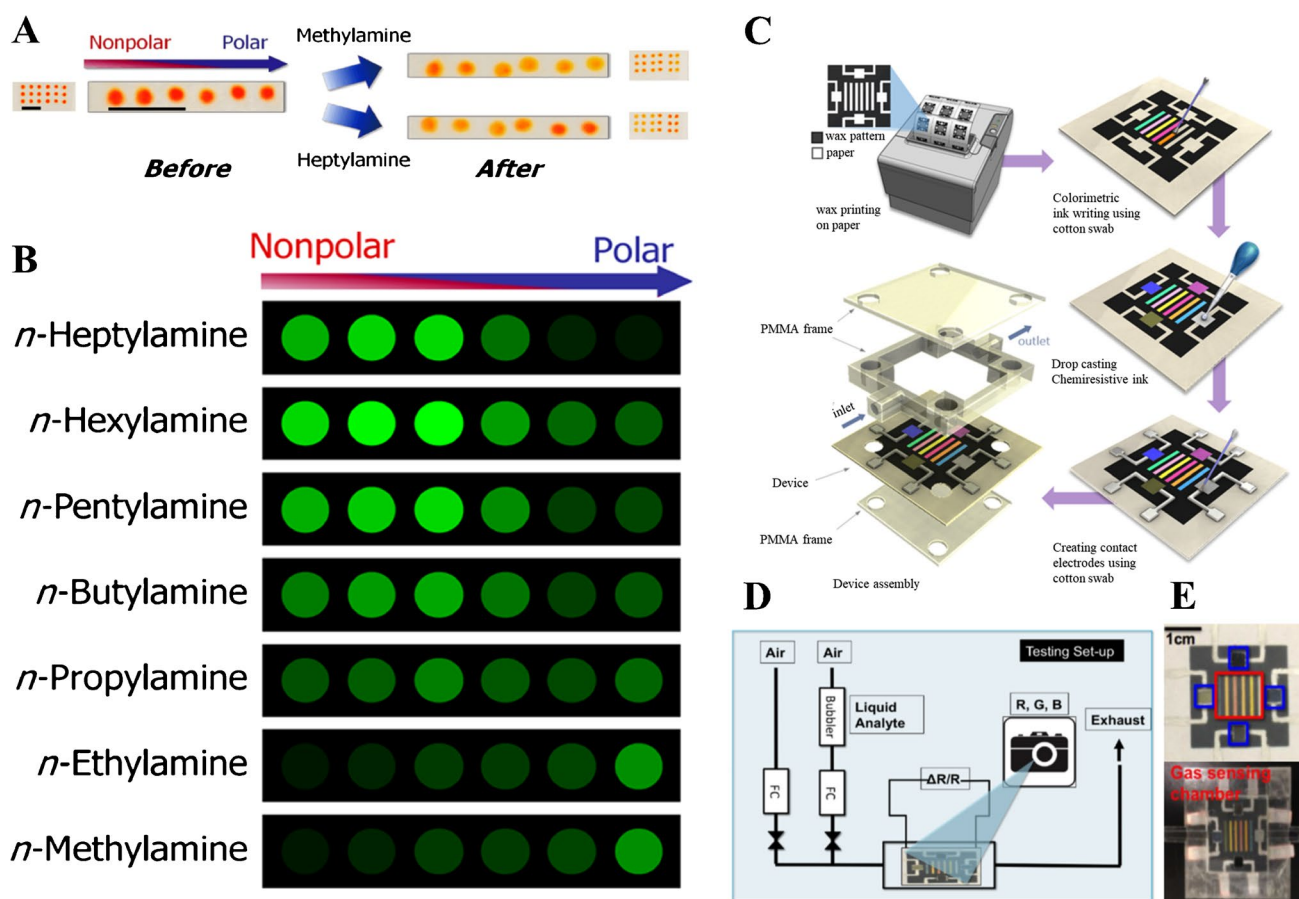 A
Nonpolar
Polar
Methylamine
Heptylamine
Before
After
B
Nonpolar
Polar
n-Heptylamine
n-Hexylamine
n-Pentylamine
n-Butylamine
n-Propylamine
n-Ethylamine
n-Methylamine
C
wax pattern
paper
wax printing
on paper
Colorimetric
ink writing using
cotton swab
PMMA frame
outlet
inlet
Drop casting
Chemiresistive ink
Device
PMMA frame
Creating contact
electrodes using
cotton swab
Device assembly
D
Testing Set-up
Air
Air
Bubbler
Liquid
Analyte
R, G, B
Exhaust
FC
FC
ΔR/R
E
1cm
Gas sensing
chamber